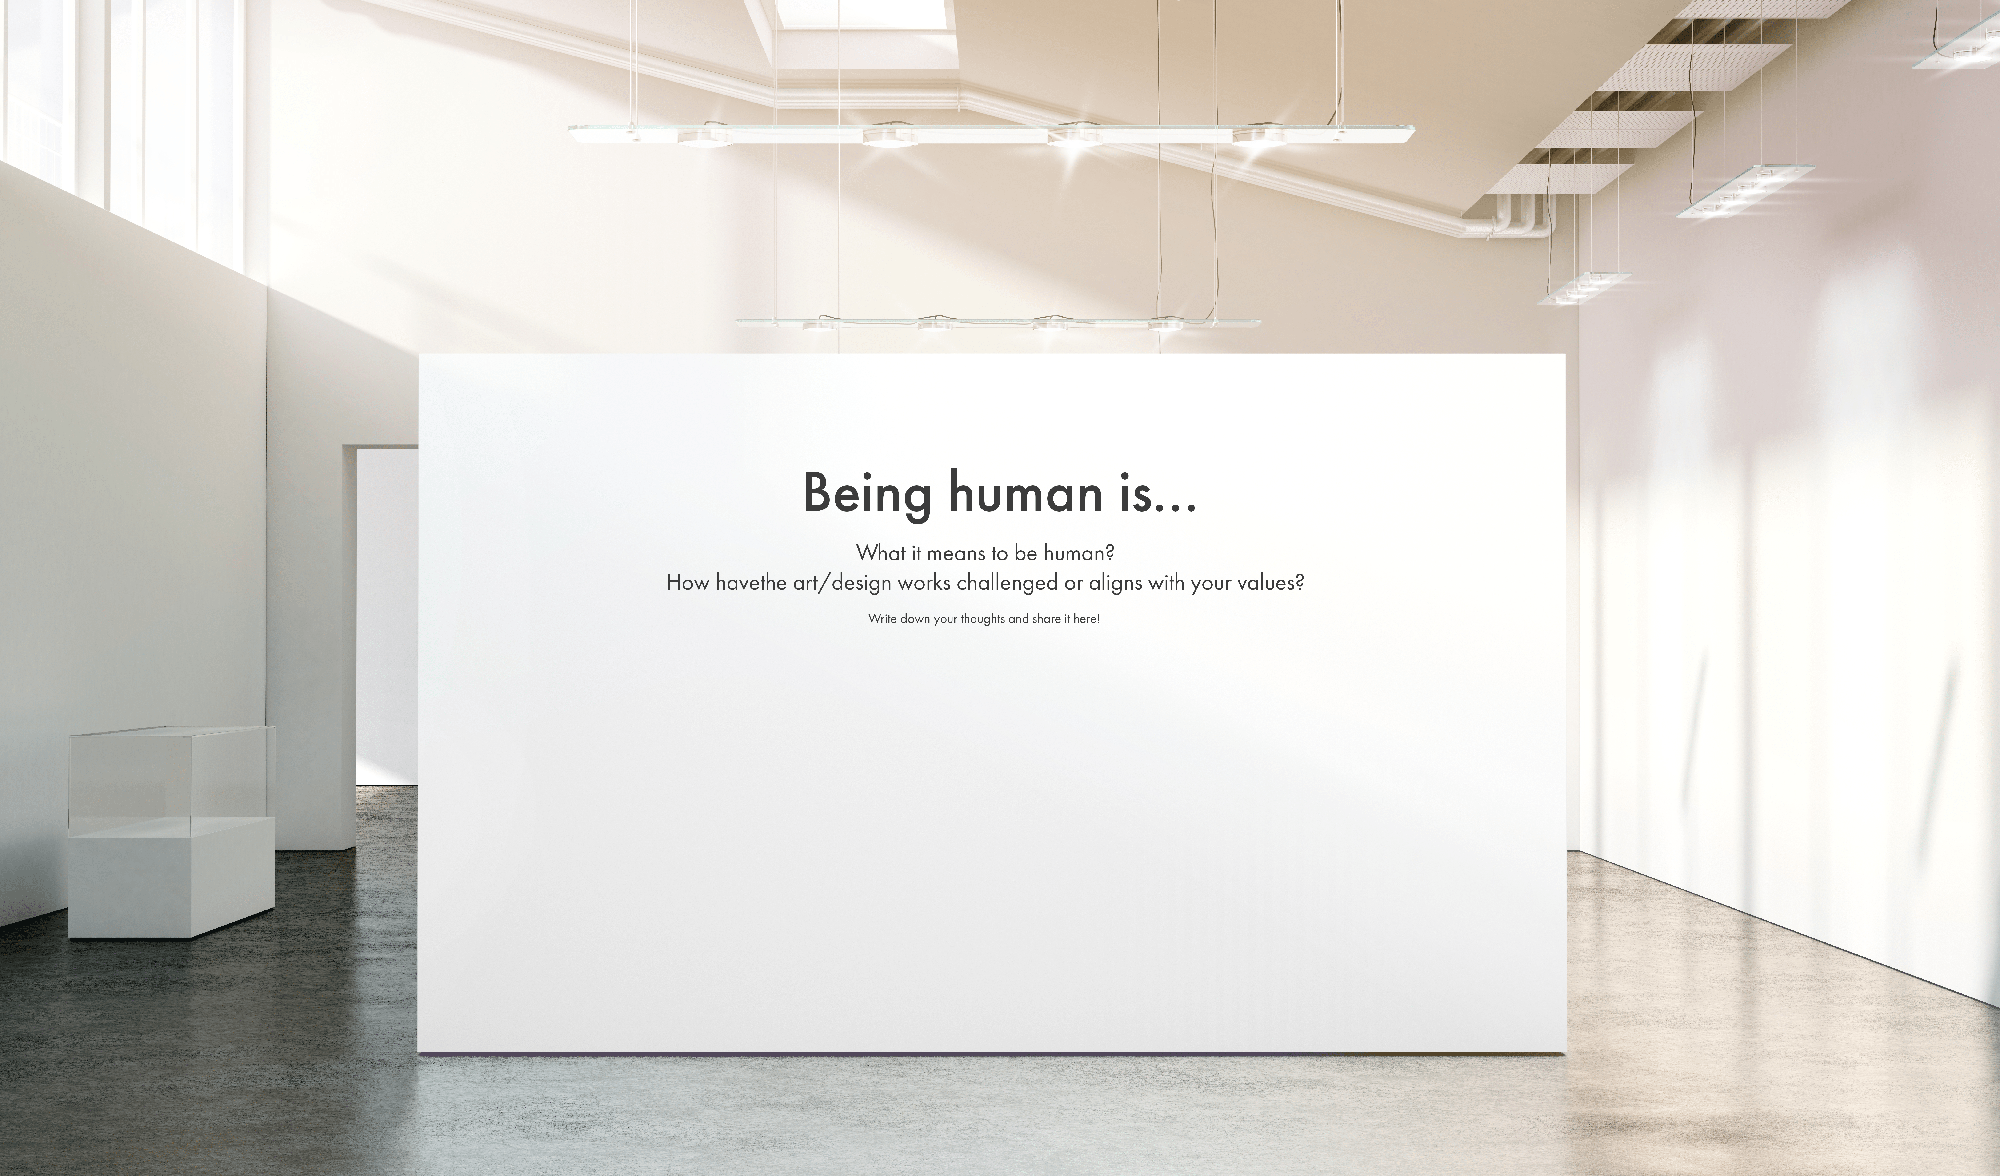 Being human is...
What it means to be human?
How havethe art/design works challenged or aligns with your values?
Write down your thoughts and share it here!